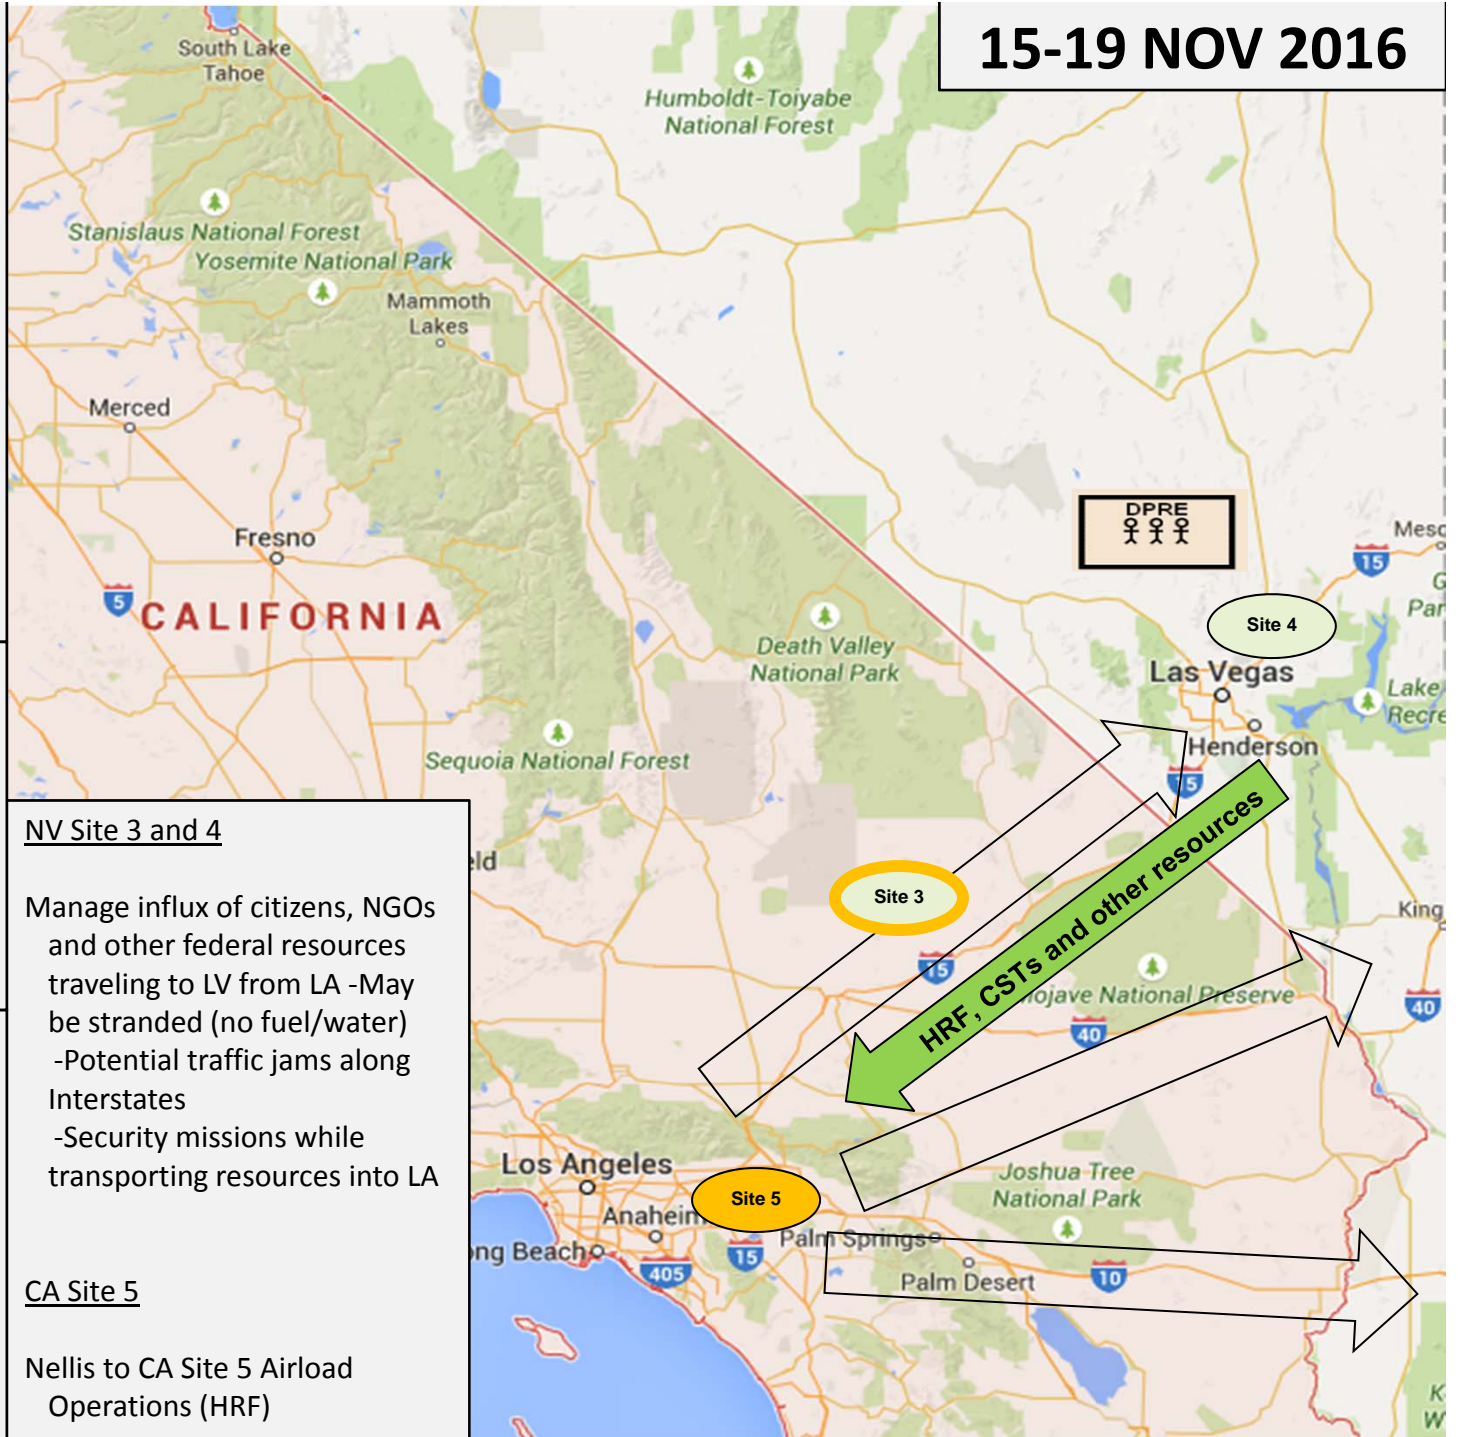 15-19 NOV 2016
South Lake
Tahoe
Humboldt-Toiyabe
National Forest
Stanislaus National Forest
Yosemite National Park
Mammoth
Lakes
Merced
Fresno
DPRE
15
5
CALIFORNIA
Site 4
Death Valley
National Park
Las Vegas
Lake
Henderson
Sequoia National Forest
15
HRF, CSTs and other resources
Site 3
King
15
Mojave National Preserve
40
40
Los Angeles
Site 5
Anaheim
Joshua Tree
National Park
Palm Springs
ong Beach
15
405
Palm Desert
10
NV Site 3 and 4
Manage influx of citizens, NGOs
and other federal resources
traveling to LV from LA -May
be stranded (no fuel/water)
-Potential traffic jams along
Interstates
-Security missions while
transporting resources into LA
CA Site 5
Nellis to CA Site 5 Airload
Operations (HRF)